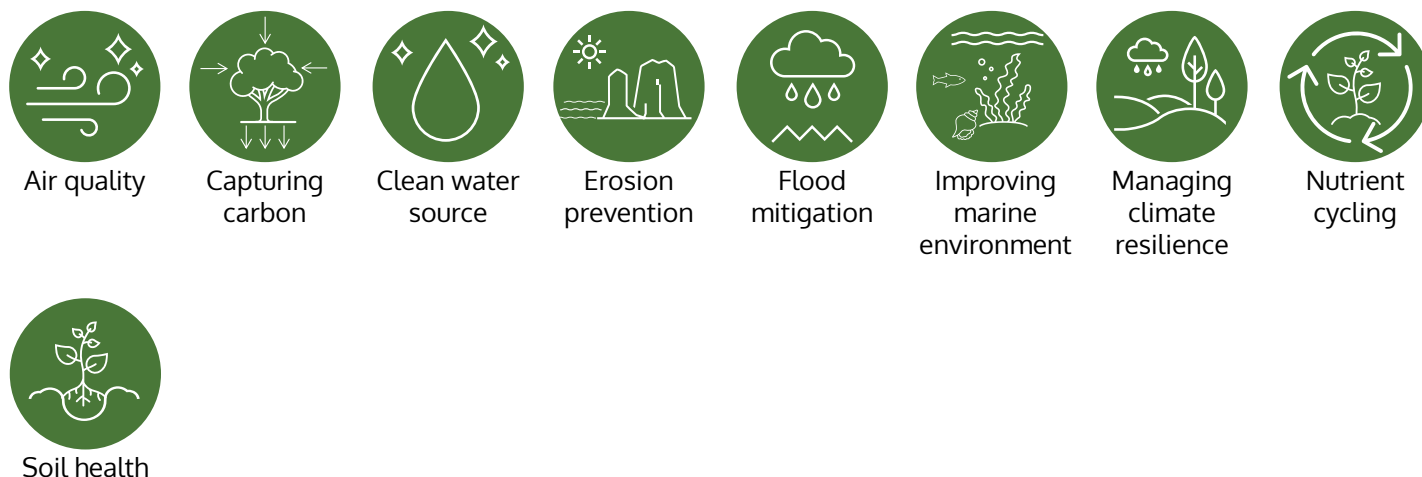 Air quality
Capturing
carbon
Clean water
source
Erosion
prevention
Flood
mitigation
Improving
marine
environment
Managing
climate
resilience
Nutrient
cycling
Soil health